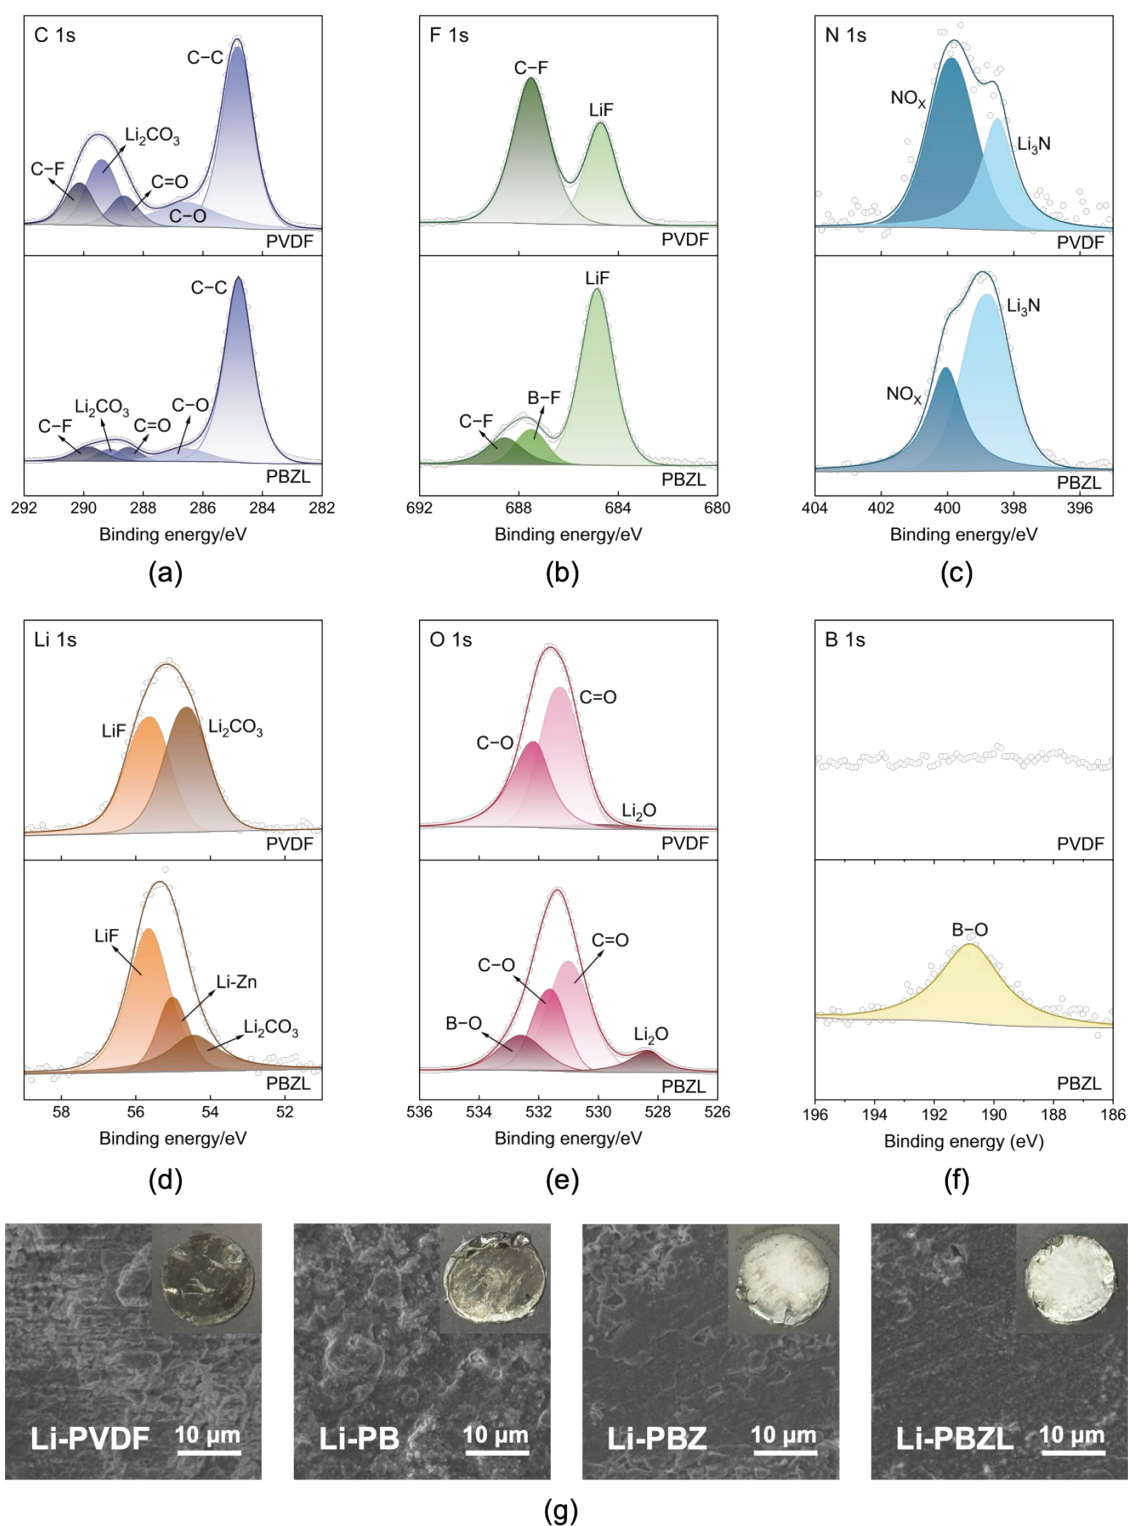 C 1s
C−C
Li₂CO₃
C−F
C=O
C−O
PVDF
C−C
C−O
Li₂CO₃
C−F
C=O
PBZL
292 290 288 286 284 282
Binding energy/eV
(a)
F 1s
C−F
LiF
PVDF
LiF
B−F
C−F
PBZL
692 688 684 680
Binding energy/eV
(b)
N 1s
NOX
Li₃N
PVDF
Li₃N
NOX
PBZL
404 402 400 398 396
Binding energy/eV
(c)
Li 1s
LiF
Li₂CO₃
PVDF
LiF
Li-Zn
Li₂CO₃
PBZL
58 56 54 52
Binding energy/eV
(d)
O 1s
C=O
C−O
Li₂O
PVDF
C=O
C−O
B−O
Li₂O
PBZL
536 534 532 530 528 526
Binding energy/eV
(e)
B 1s
PVDF
B−O
PBZL
196 194 192 190 188 186
Binding energy (eV)
(f)
Li-PVDF 10 μm
Li-PB 10 μm
Li-PBZ 10 μm
Li-PBZL 10 μm
(g)